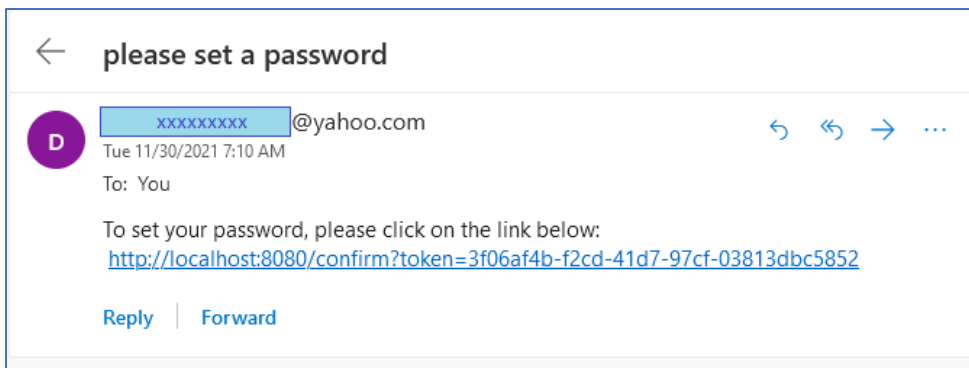 please set a password
D
xxxxxxxxx @yahoo.com
Tue 11/30/2021 7:10 AM
To: You
To set your password, please click on the link below:
http://localhost:8080/confirm?token=3f06af4b-f2cd-41d7-97cf-03813dbc5852
Reply Forward